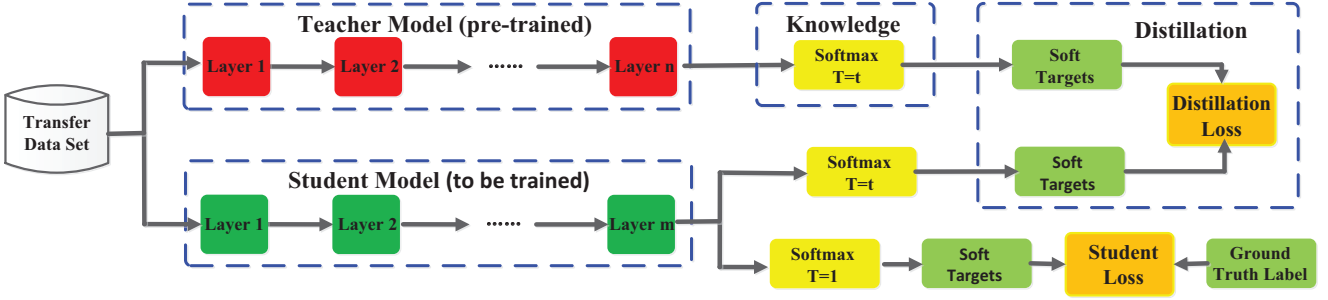 Teacher Model (pre-trained)
Knowledge
Distillation
Layer 1
Layer 2
......
Layer n
Softmax
T=t
Soft
Targets
Distillation
Loss
Transfer
Data Set
Student Model (to be trained)
Layer 1
Layer 2
......
Layer m
Softmax
T=t
Soft
Targets
Softmax
T=1
Soft
Targets
Student
Loss
Ground
Truth Label